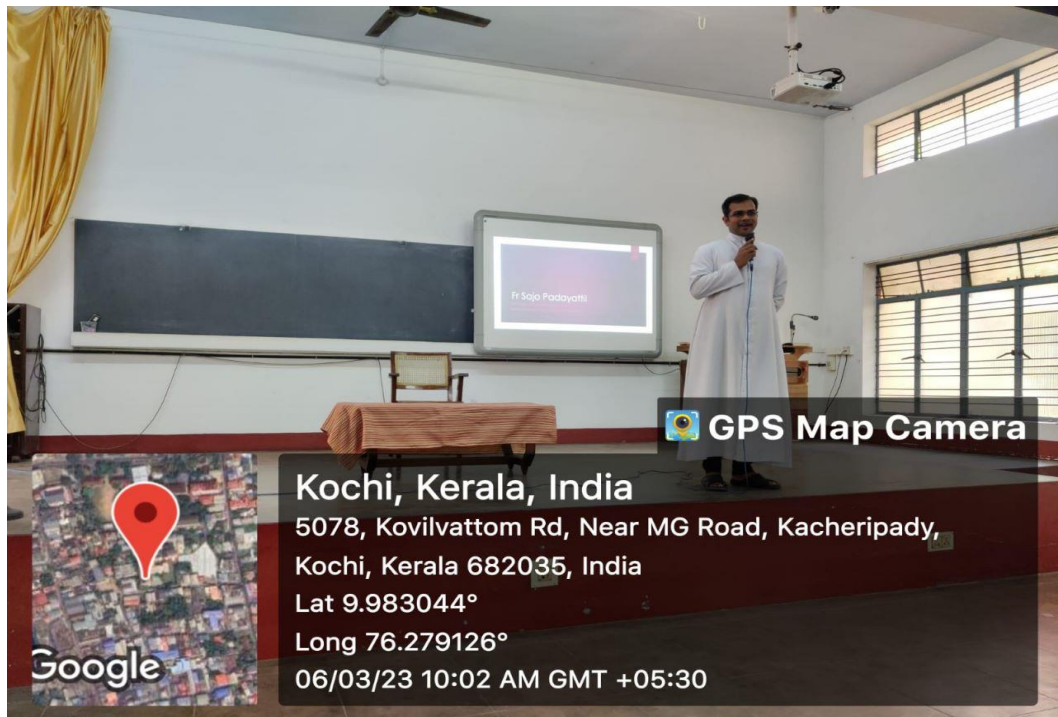 Fr Sojo Padayattil
GPS Map Camera
Kochi, Kerala, India
5078, Kovilvattom Rd, Near MG Road, Kacheripady,
Kochi, Kerala 682035, India
Lat 9.983044°
Long 76.279126°
06/03/23 10:02 AM GMT +05:30
Google